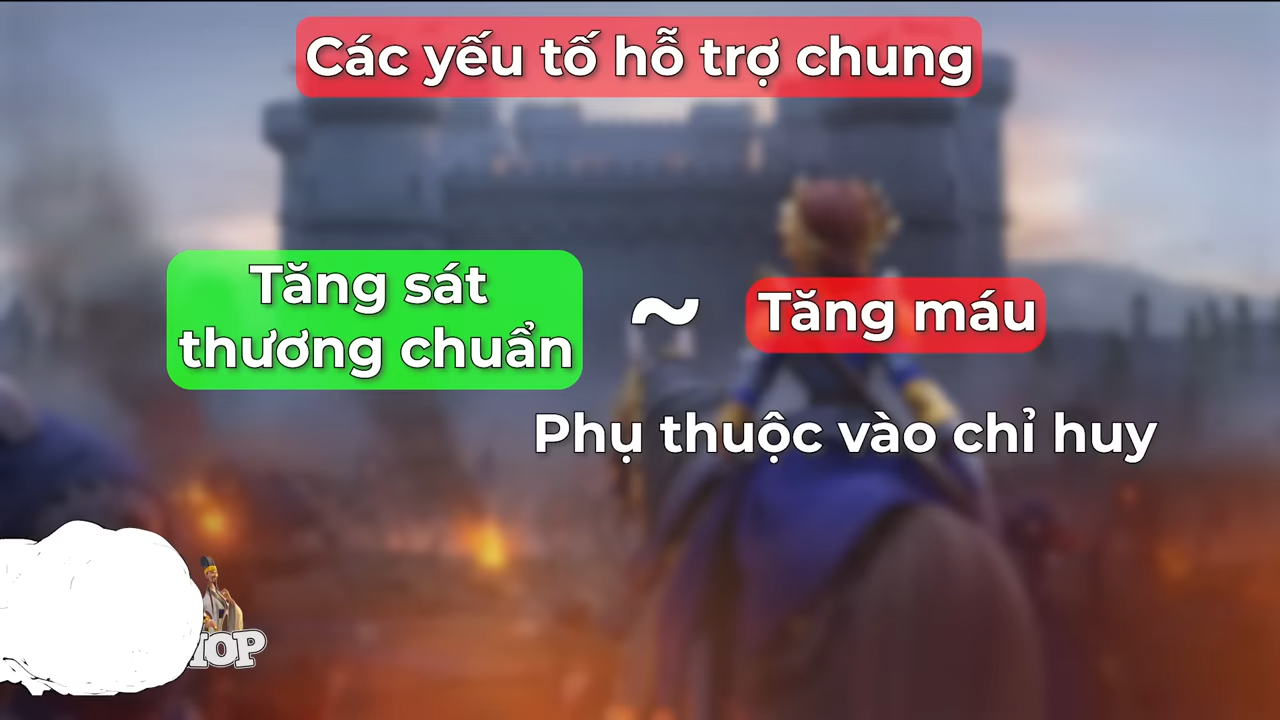 Các yếu tố hỗ trợ chung
Tăng sát
thương chuẩn
~
Tăng máu
Phụ thuộc vào chỉ huy